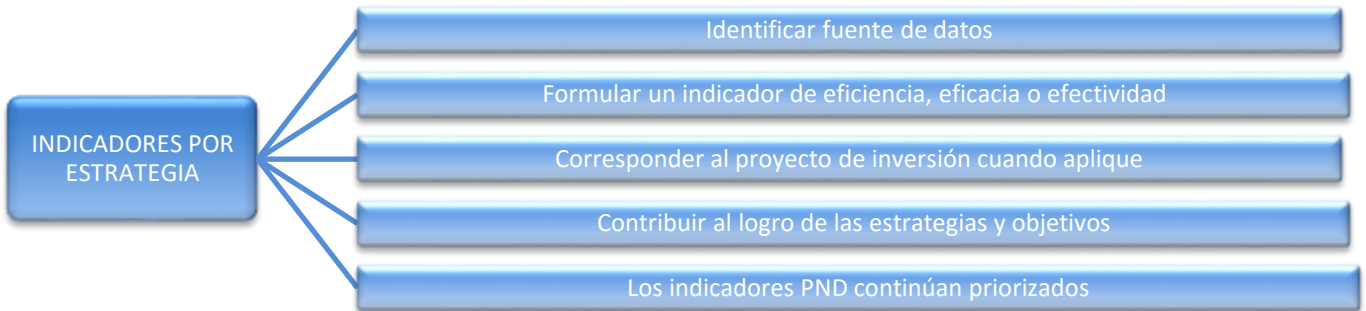 INDICADORES POR
ESTRATEGIA
Identificar fuente de datos
Formular un indicador de eficiencia, eficacia o efectividad
Corresponder al proyecto de inversión cuando aplique
Contribuir al logro de las estrategias y objetivos
Los indicadores PND continúan priorizados